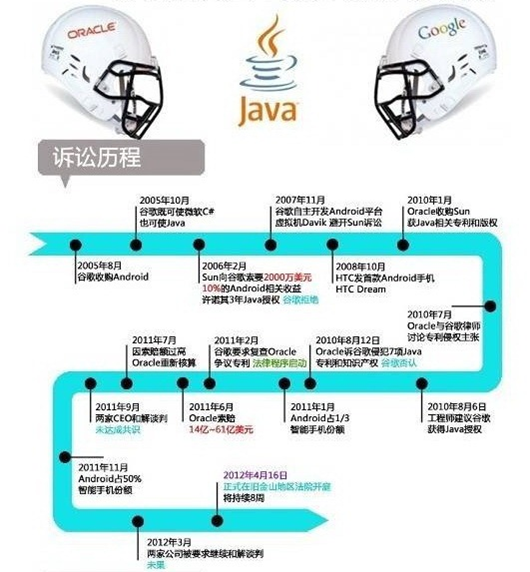 ORACLE
Google
Java
诉讼历程
2005年10月
谷歌既可使微软C#
也可使Java
2007年11月
谷歌自主开发Android平台
虚拟机Davik 避开Sun诉讼
2010年1月
Oracle收购Sun
获Java相关专利和版权
2005年8月
谷歌收购Android
2006年2月
Sun向谷歌索要2000万美元
10%的Android相关收益
许诺其3年Java授权 谷歌拒绝
2008年10月
HTC发首款Android手机
HTC Dream
2010年7月
Oracle与谷歌律师
讨论专利侵权主张
2011年7月
因索赔额过高
Oracle重新核算
2011年2月
谷歌要求复查Oracle
争议专利 法律程序启动
2010年8月12日
Oracle诉谷歌侵犯7项Java
专利和知识产权 谷歌否认
2011年9月
两家CEO和解谈判
未达成共识
2011年6月
Oracle索赔
14亿~61亿美元
2011年1月
Android占1/3
智能手机份额
2010年8月6日
工程师建议谷歌
获得Java授权
2011年11月
Android占50%
智能手机份额
2012年4月16日
正式在旧金山地区法院开庭
将持续8周
2012年3月
两家公司被要求继续和解谈判
未果